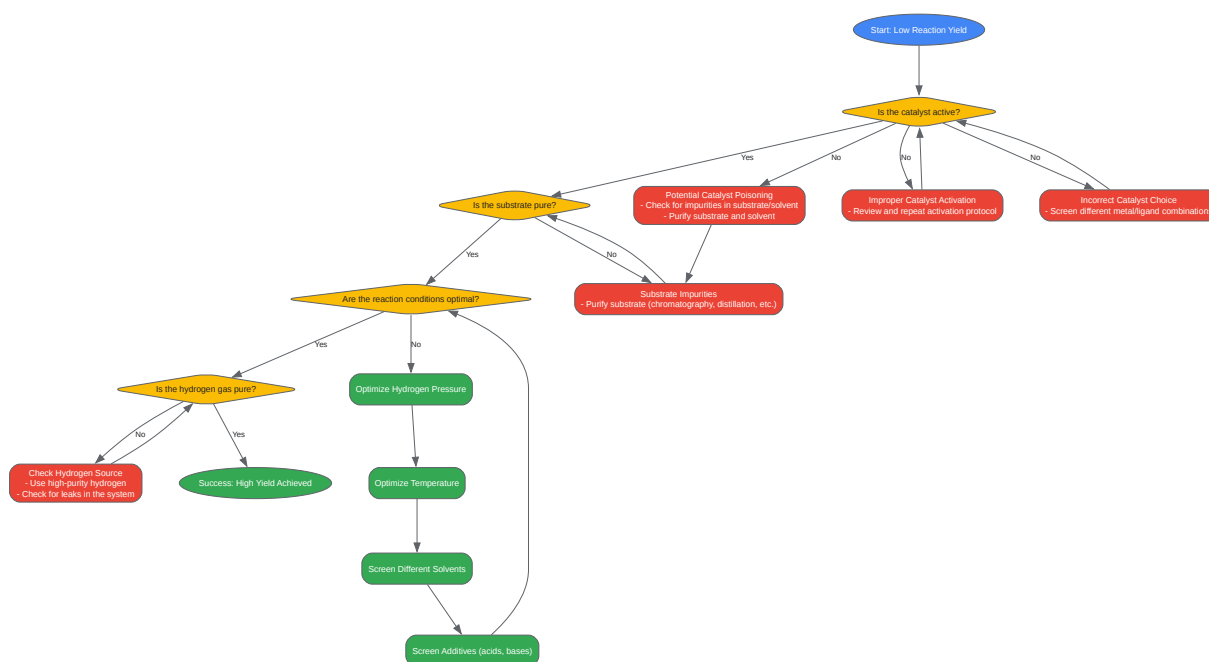 Start: Low Reaction Yield
Is the catalyst active?
Yes
No
No
No
Is the substrate pure?
Potential Catalyst Poisoning
- Check for impurities in substrate/solvent
- Purify substrate and solvent
Improper Catalyst Activation
- Review and repeat activation protocol
Incorrect Catalyst Choice
- Screen different metal/ligand combinations
Yes
No
Are the reaction conditions optimal?
Substrate Impurities
- Purify substrate (chromatography, distillation, etc.)
Yes
No
Is the hydrogen gas pure?
Optimize Hydrogen Pressure
No
Yes
Check Hydrogen Source
- Use high-purity hydrogen
- Check for leaks in the system
Success: High Yield Achieved
Optimize Temperature
Screen Different Solvents
Screen Additives (acids, bases)